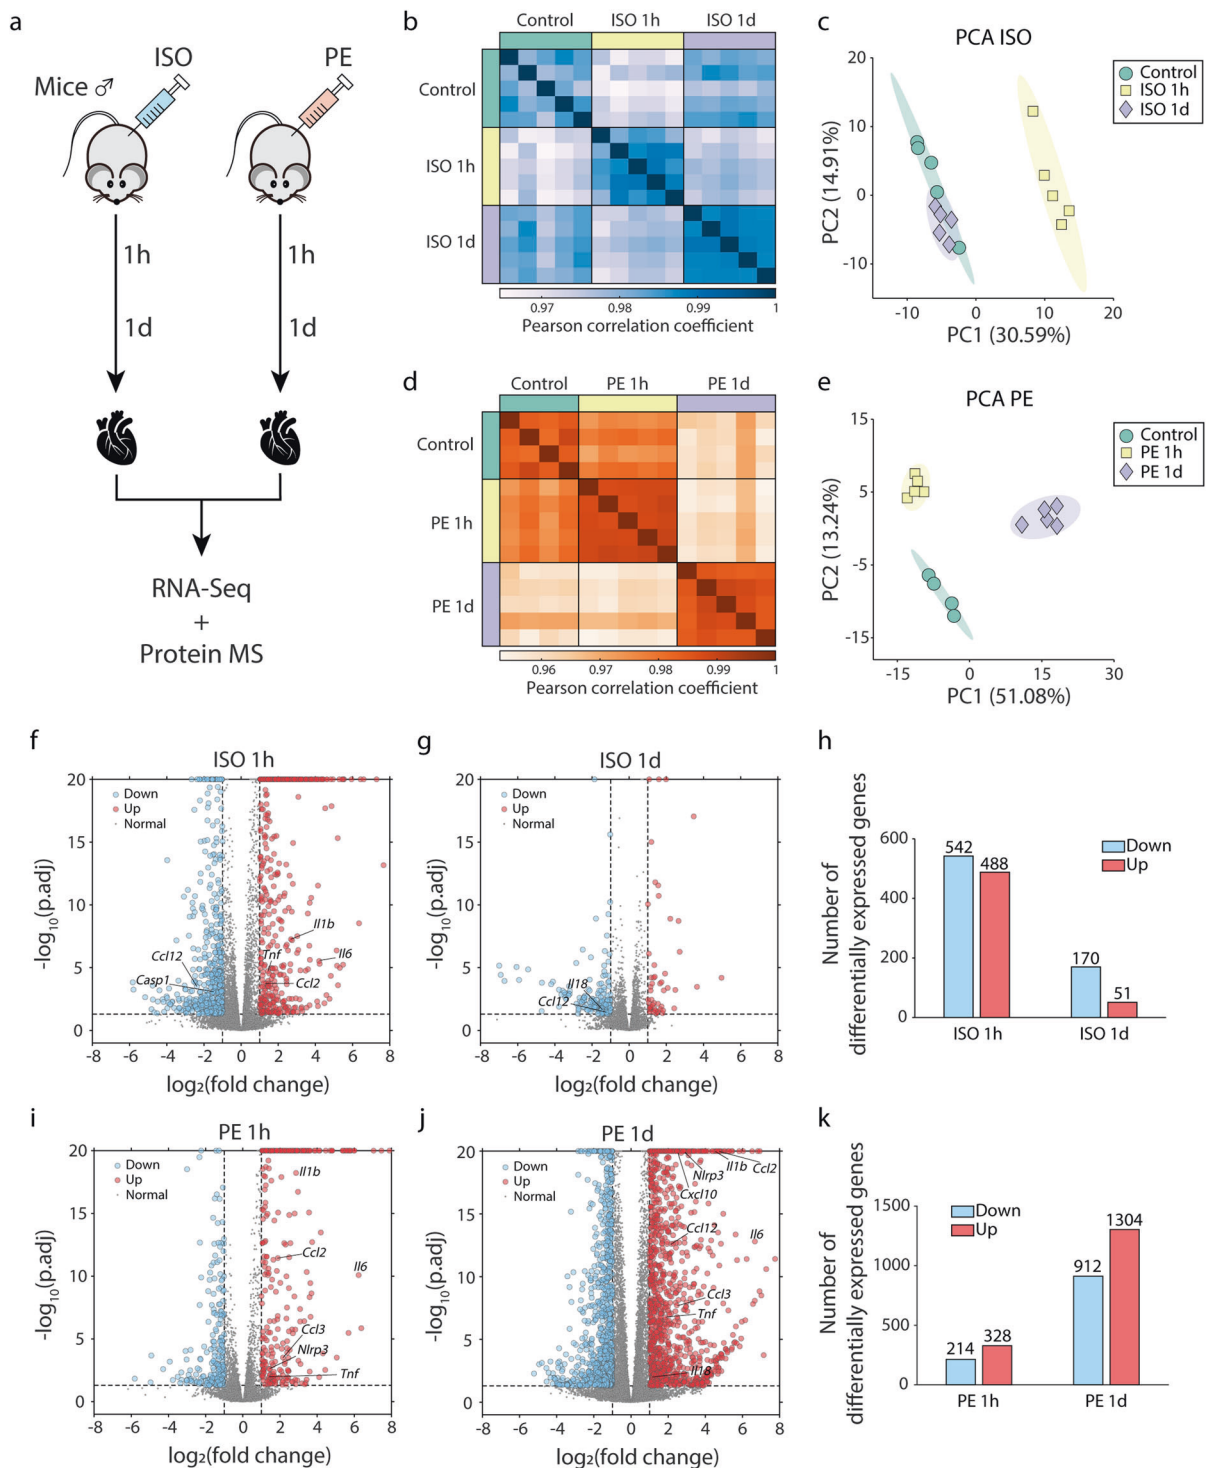 a
Mice ♂
ISO
PE
1h
1h
1d
1d
RNA-Seq
+
Protein MS
b
Control
ISO 1h
ISO 1d
Control
ISO 1h
ISO 1d
0.97
0.98
0.99
1
Pearson correlation coefficient
c
PCA ISO
Control
ISO 1h
ISO 1d
20
10
0
-10
PC2 (14.91%)
-10
0
10
20
PC1 (30.59%)
d
Control
PE 1h
PE 1d
Control
PE 1h
PE 1d
0.96
0.97
0.98
0.99
1
Pearson correlation coefficient
e
PCA PE
Control
PE 1h
PE 1d
15
5
-5
-15
PC2 (13.24%)
-15
0
15
30
PC1 (51.08%)
f
ISO 1h
Down
Up
Normal
20
15
10
5
0
-log₁₀(p.adj)
Il1b
Tnf
Il6
Ccl12
Casp1
Ccl2
-8 -6 -4 -2 0 2 4 6 8
log₂(fold change)
g
ISO 1d
Down
Up
Normal
20
15
10
5
0
Il18
Ccl12
-8 -6 -4 -2 0 2 4 6 8
log₂(fold change)
h
Number of
differentially expressed genes
600
400
200
0
Down
Up
542
488
170
51
ISO 1h
ISO 1d
i
PE 1h
Down
Up
Normal
20
15
10
5
0
-log₁₀(p.adj)
Il1b
Ccl2
Il6
Ccl3
Nlrp3
Tnf
-8 -6 -4 -2 0 2 4 6 8
log₂(fold change)
j
PE 1d
Down
Up
Normal
20
15
10
5
0
-log₁₀(p.adj)
Il1b
Ccl2
Nlrp3
Cxcl10
Ccl12
Il6
Ccl3
Tnf
Il18
-8 -6 -4 -2 0 2 4 6 8
log₂(fold change)
k
Number of
differentially expressed genes
1500
1000
500
0
Down
Up
214
328
912
1304
PE 1h
PE 1d